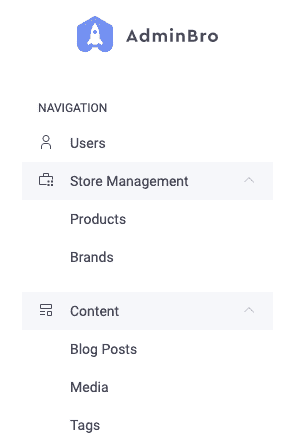 AdminBro
NAVIGATION
Users
Store Management
Products
Brands
Content
Blog Posts
Media
Tags